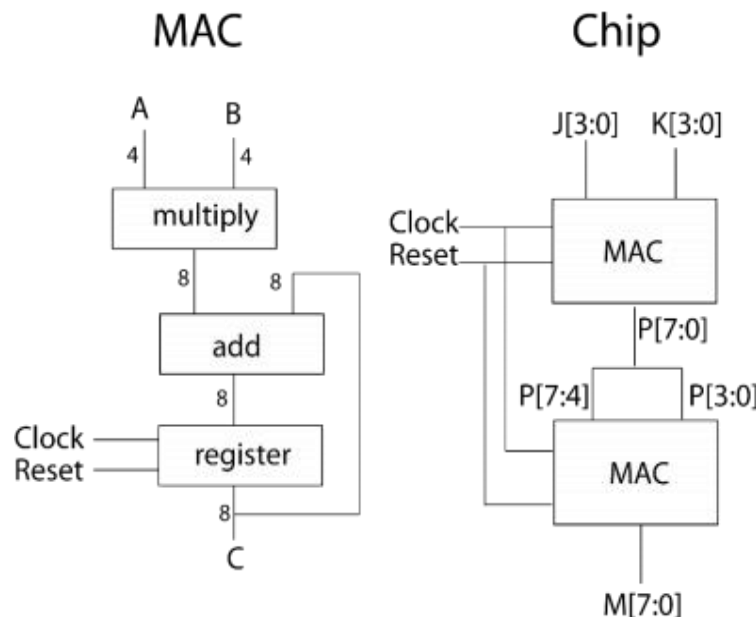 MAC
A B
4 4
multiply
8 8
add
8
Clock
Reset
register
8
C
Chip
J[3:0] K[3:0]
Clock
Reset
MAC
P[7:0]
P[7:4] P[3:0]
MAC
M[7:0]